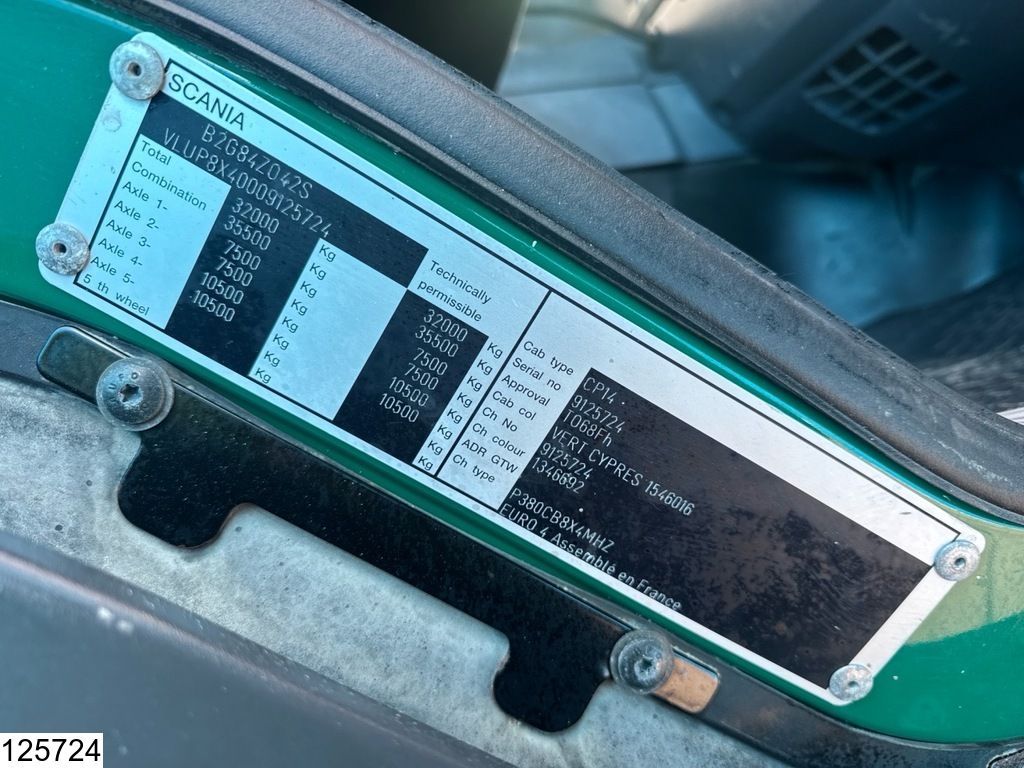 SCANIA
B2G84Z042S
VLUP8X40009125724
Total 32000 Kg
Combination 35500 Kg
Axle 1- 7500 Kg
Axle 2- 7500 Kg
Axle 3- 10500 Kg
Axle 4- 10500 Kg
Axle 5- Kg
5 th wheel Kg
Technically
permissible
32000 Kg
35500 Kg
7500 Kg
7500 Kg
10500 Kg
10500 Kg
Kg
Kg
Cab type CP14
Serial no 9125724
Approval T068Fh
Cab col VERT CYPRES 1546016
Ch No 9125724
Ch colour 1346692
ADR GTW
Ch type P380CB8X4MHZ
EURO 4 Assemblé en France
125724